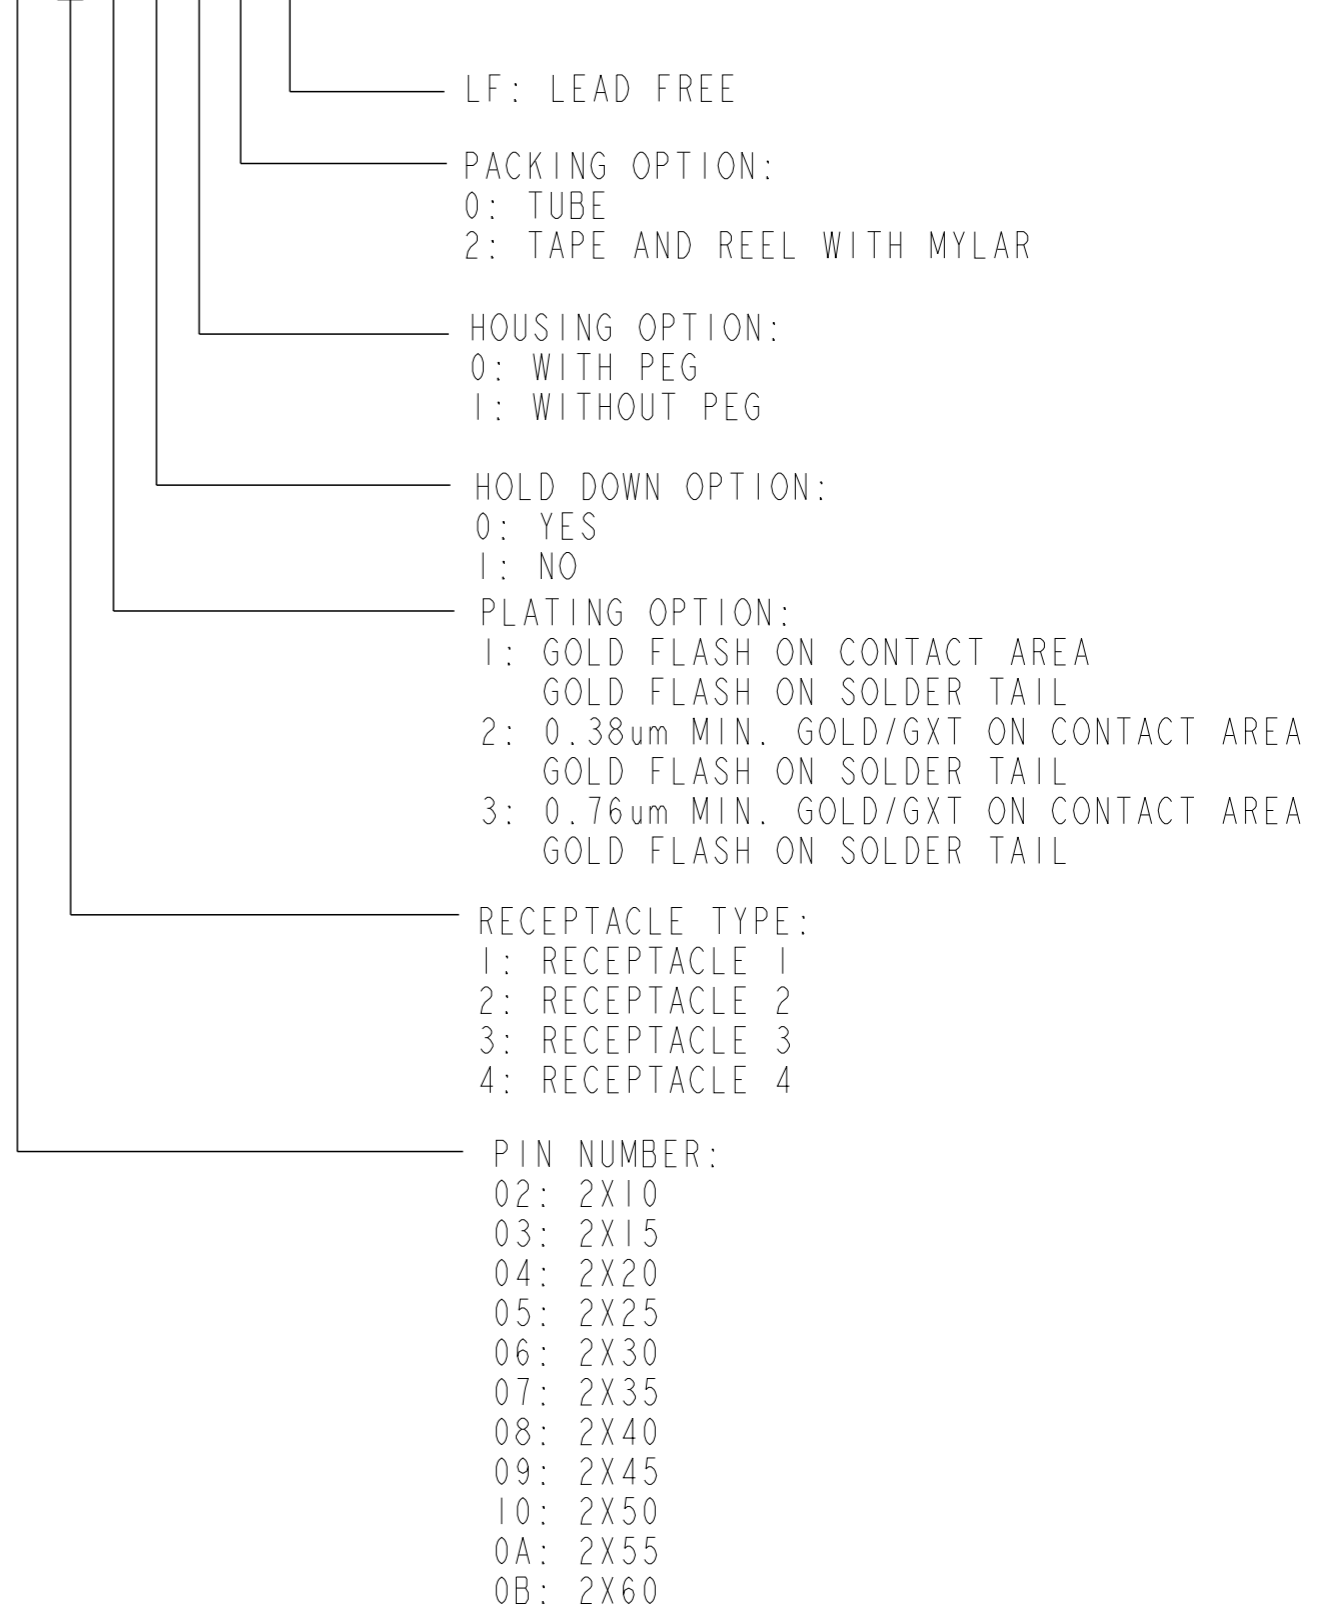 LF: LEAD FREE
PACKING OPTION:
0: TUBE
2: TAPE AND REEL WITH MYLAR
HOUSING OPTION:
0: WITH PEG
1: WITHOUT PEG
HOLD DOWN OPTION:
0: YES
1: NO
PLATING OPTION:
1: GOLD FLASH ON CONTACT AREA
GOLD FLASH ON SOLDER TAIL
2: 0.38um MIN. GOLD/GXT ON CONTACT AREA
GOLD FLASH ON SOLDER TAIL
3: 0.76um MIN. GOLD/GXT ON CONTACT AREA
GOLD FLASH ON SOLDER TAIL
RECEPTACLE TYPE:
1: RECEPTACLE 1
2: RECEPTACLE 2
3: RECEPTACLE 3
4: RECEPTACLE 4
PIN NUMBER:
02: 2X10
03: 2X15
04: 2X20
05: 2X25
06: 2X30
07: 2X35
08: 2X40
09: 2X45
10: 2X50
0A: 2X55
0B: 2X60